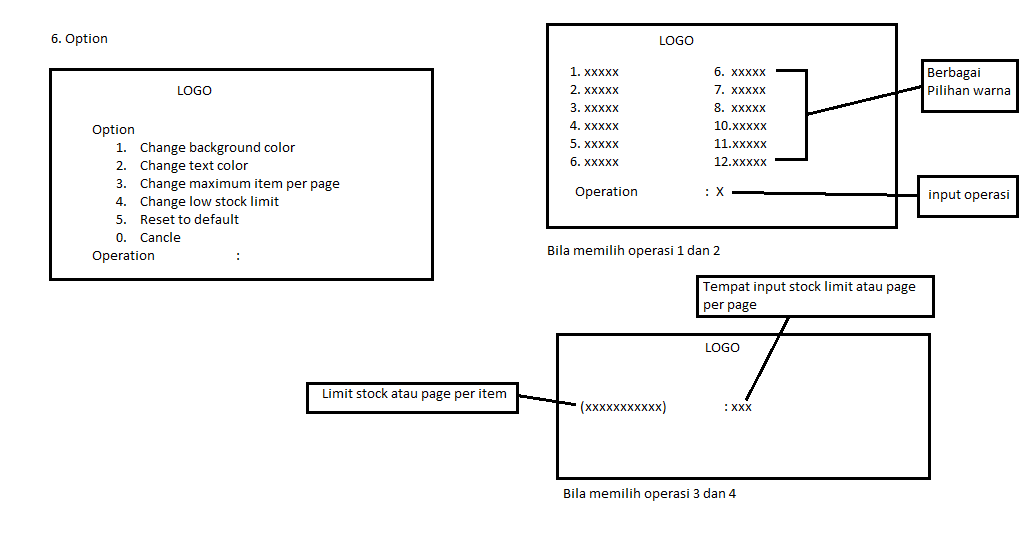 6. Option
LOGO
Option
1. Change background color
2. Change text color
3. Change maximum item per page
4. Change low stock limit
5. Reset to default
0. Cancle
Operation :
LOGO
1. xxxxx 6. xxxxx
2. xxxxx 7. xxxxx
3. xxxxx 8. xxxxx
4. xxxxx 10.xxxxx
5. xxxxx 11.xxxxx
6. xxxxx 12.xxxxx
Operation : X
Berbagai
Pilihan warna
input operasi
Bila memilih operasi 1 dan 2
Tempat input stock limit atau page
per page
LOGO
Limit stock atau page per item
(xxxxxxxxxxx) : xxx
Bila memilih operasi 3 dan 4